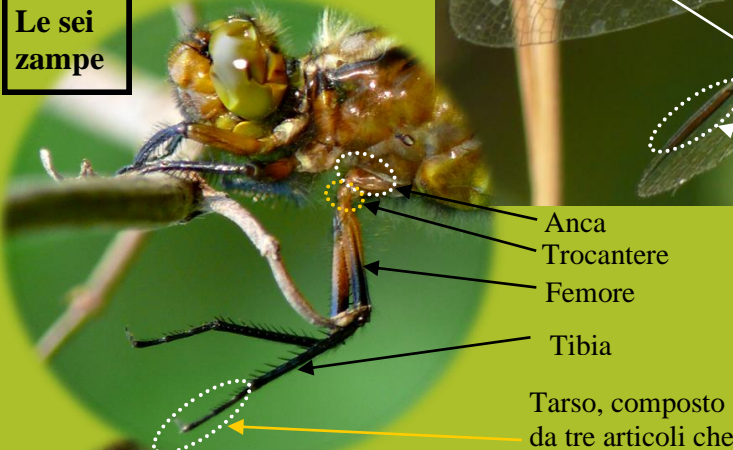 Le sei
zampe
Anca
Trocantere
Femore
Tibia
Tarso, composto
da tre articoli che